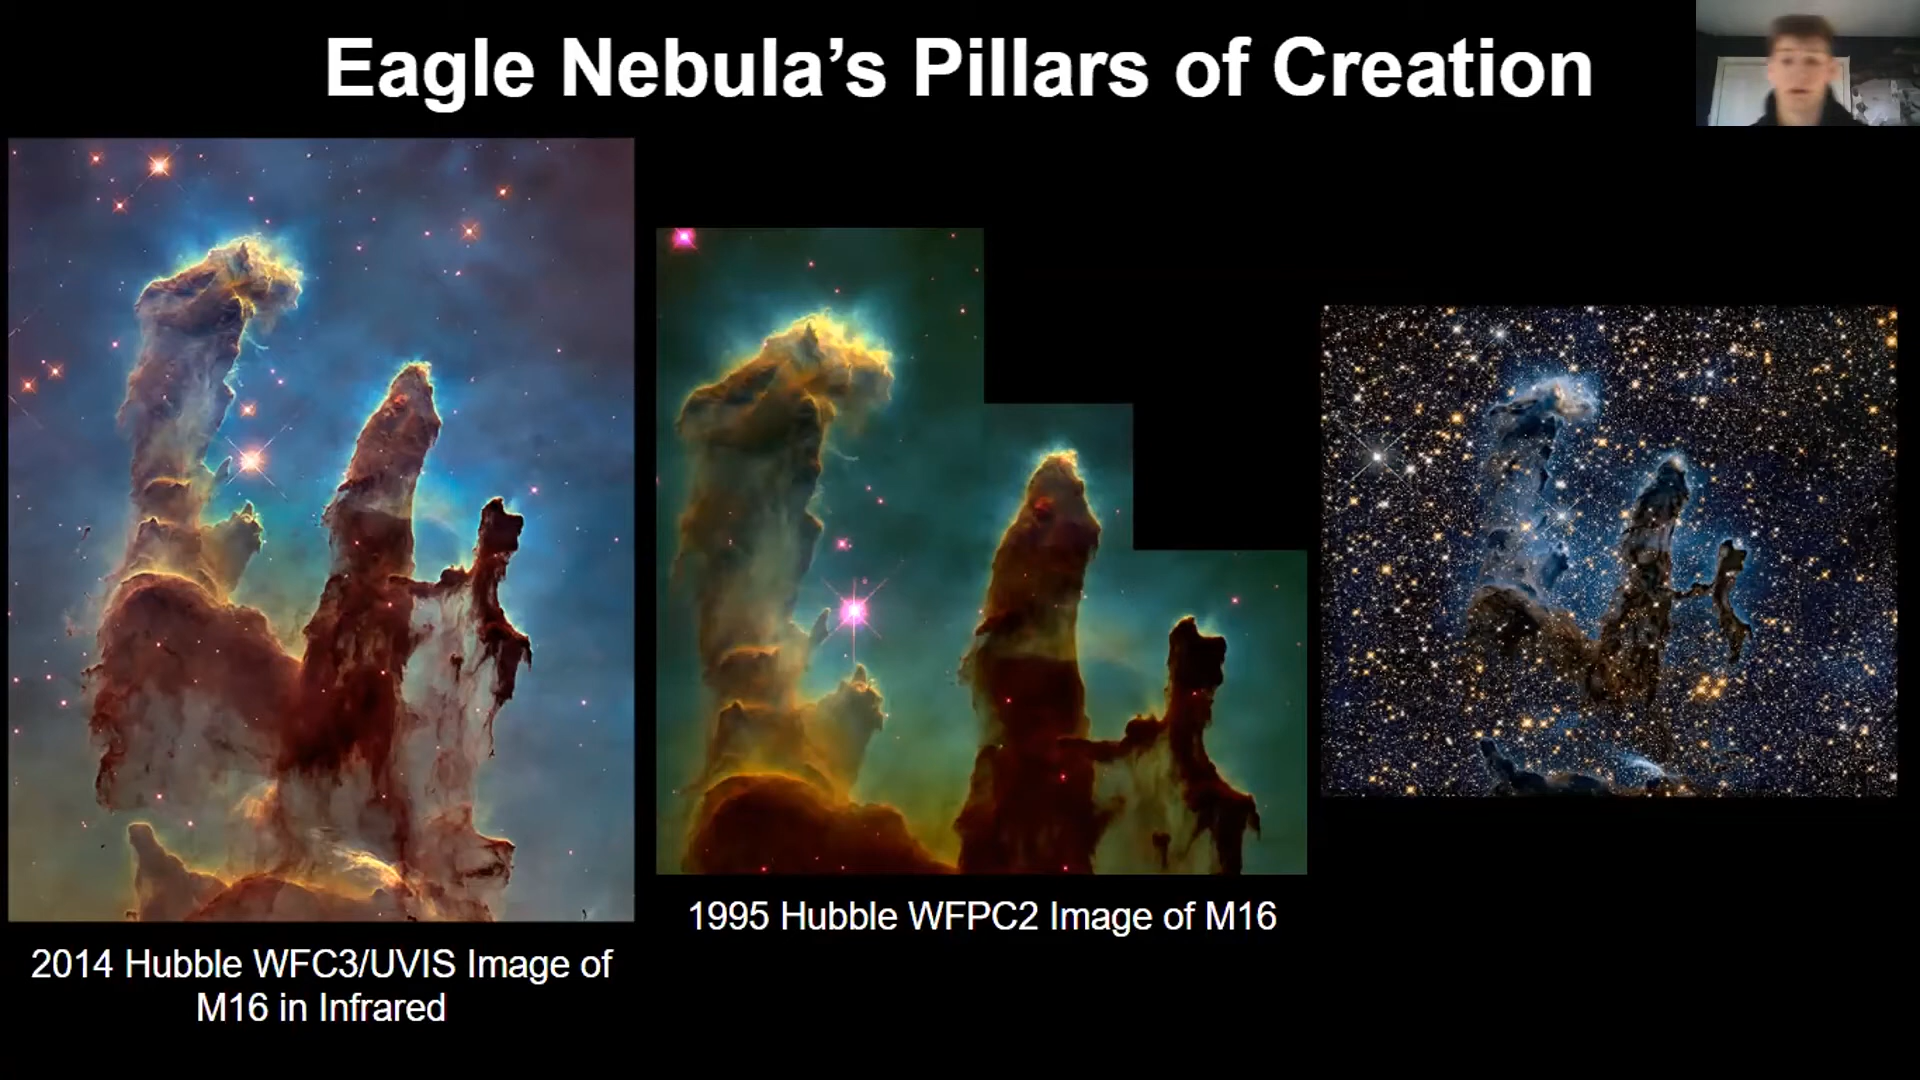 Eagle Nebula’s Pillars of Creation
2014 Hubble WFC3/UVIS Image of
M16 in Infrared
1995 Hubble WFPC2 Image of M16